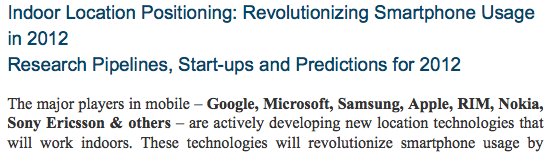 Indoor Location Positioning: Revolutionizing Smartphone Usage
in 2012
Research Pipelines, Start-ups and Predictions for 2012
The major players in mobile – Google, Microsoft, Samsung, Apple, RIM, Nokia,
Sony Ericsson & others – are actively developing new location technologies that
will work indoors. These technologies will revolutionize smartphone usage by